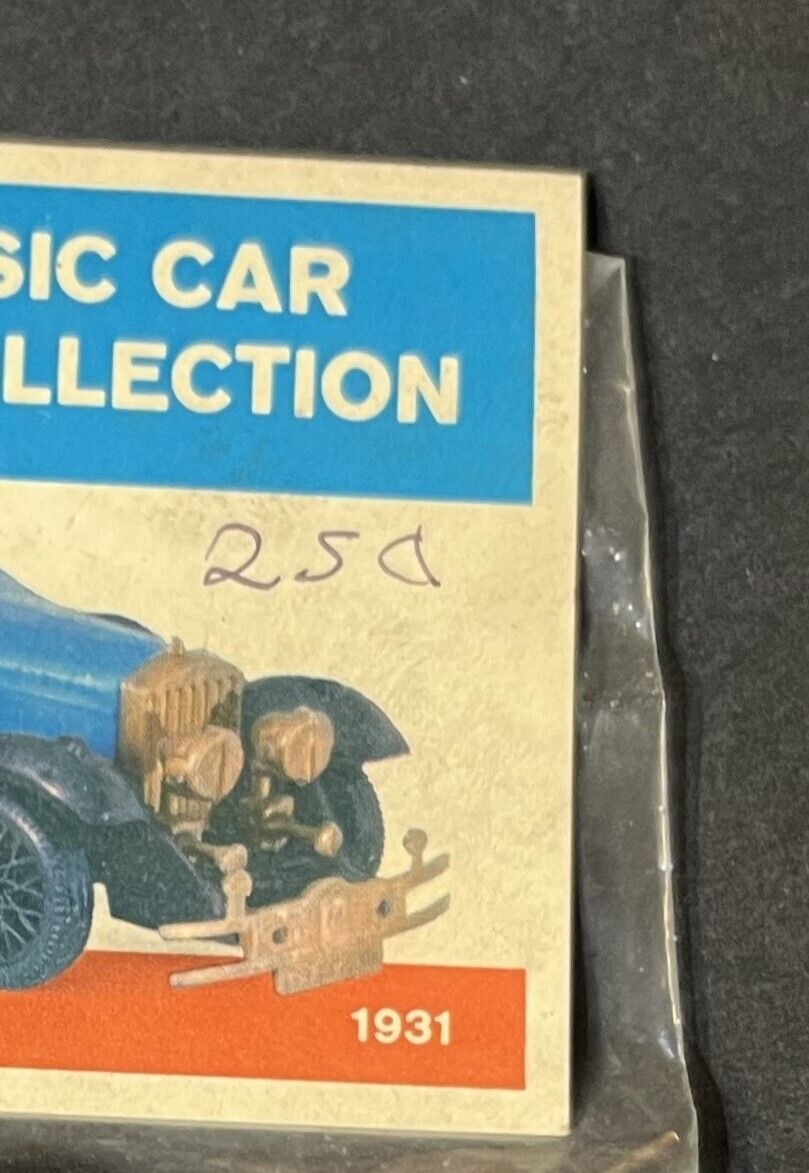 SIC CAR
LLECTION
25¢
1931